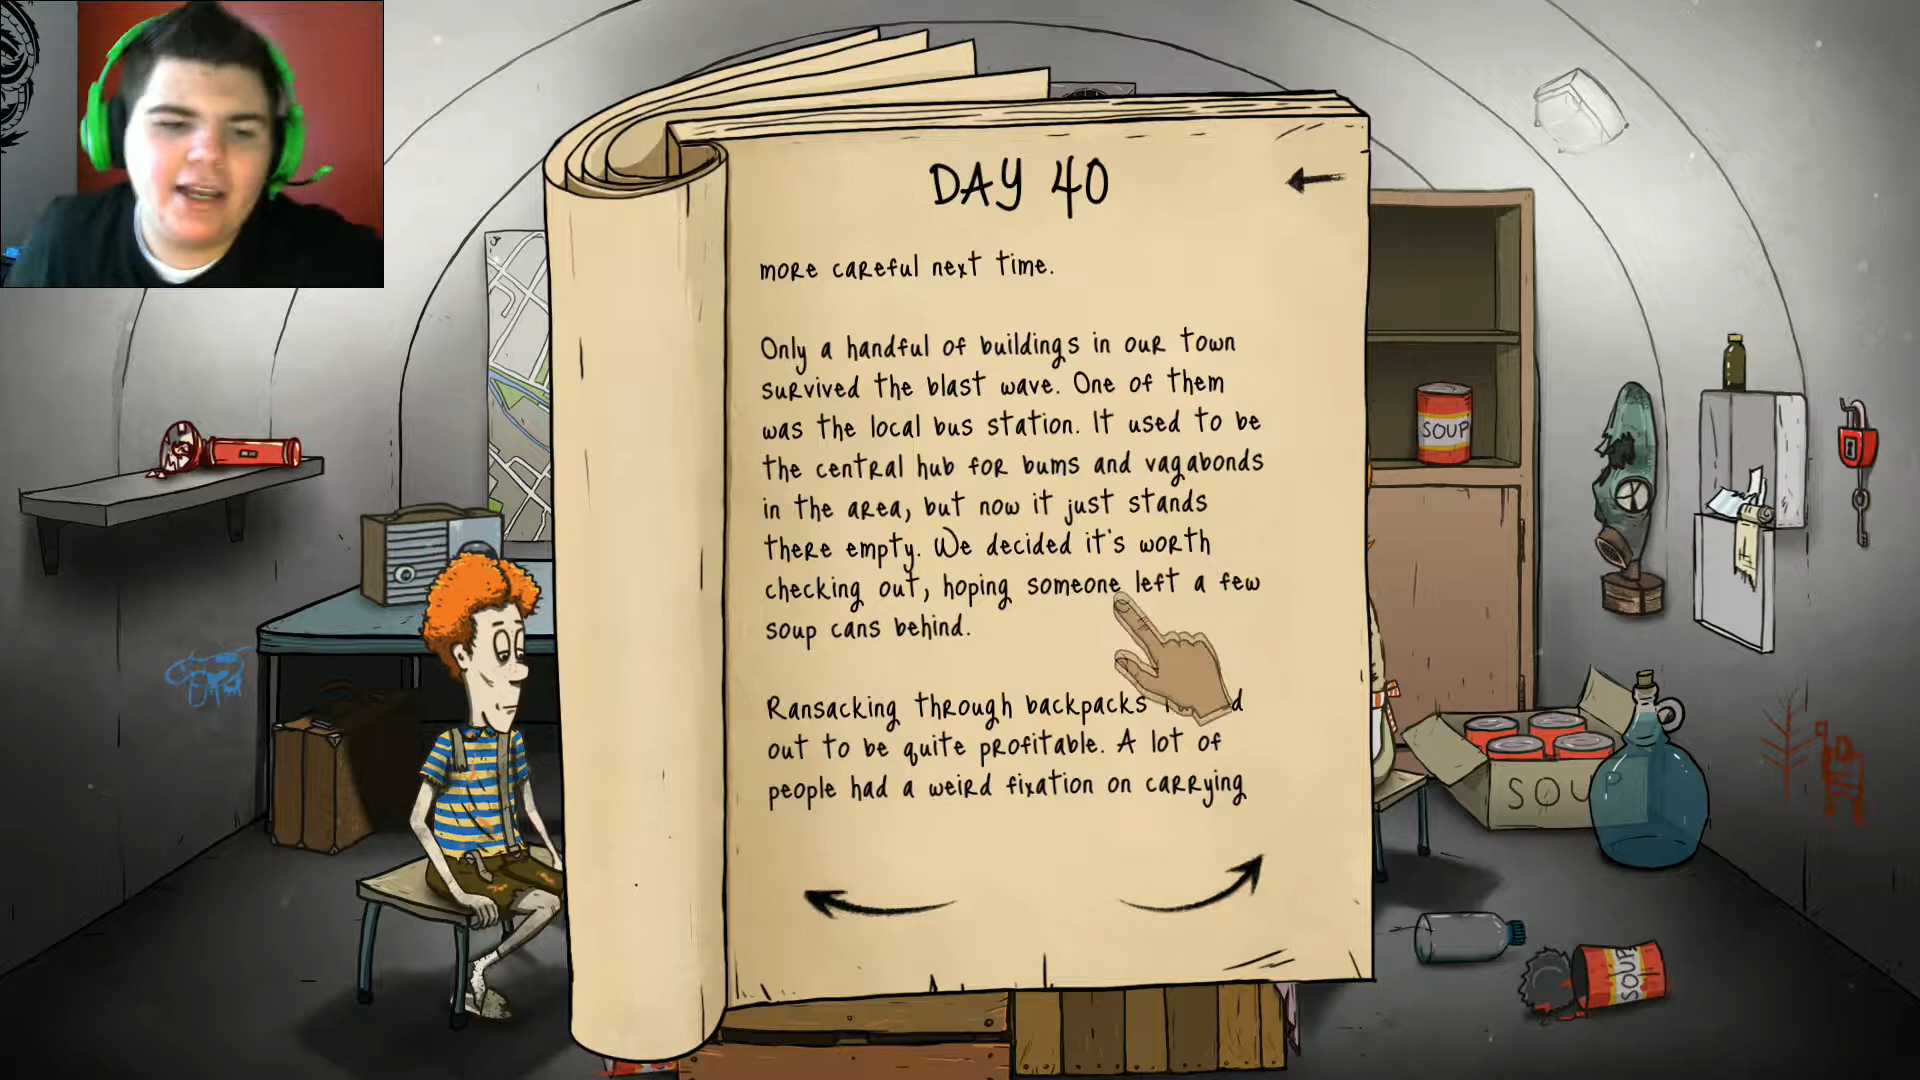 DAY 40
more careful next time.
Only a handful of buildings in our town
survived the blast wave. One of them
was the local bus station. It used to be
the central hub for bums and vagabonds
in the area, but now it just stands
there empty. We decided it's worth
checking out, hoping someone left a few
soup cans behind.
Ransacking through backpacks
out to be quite profitable. A lot of
people had a weird fixation on carrying
SOUP
SOU
SOUP